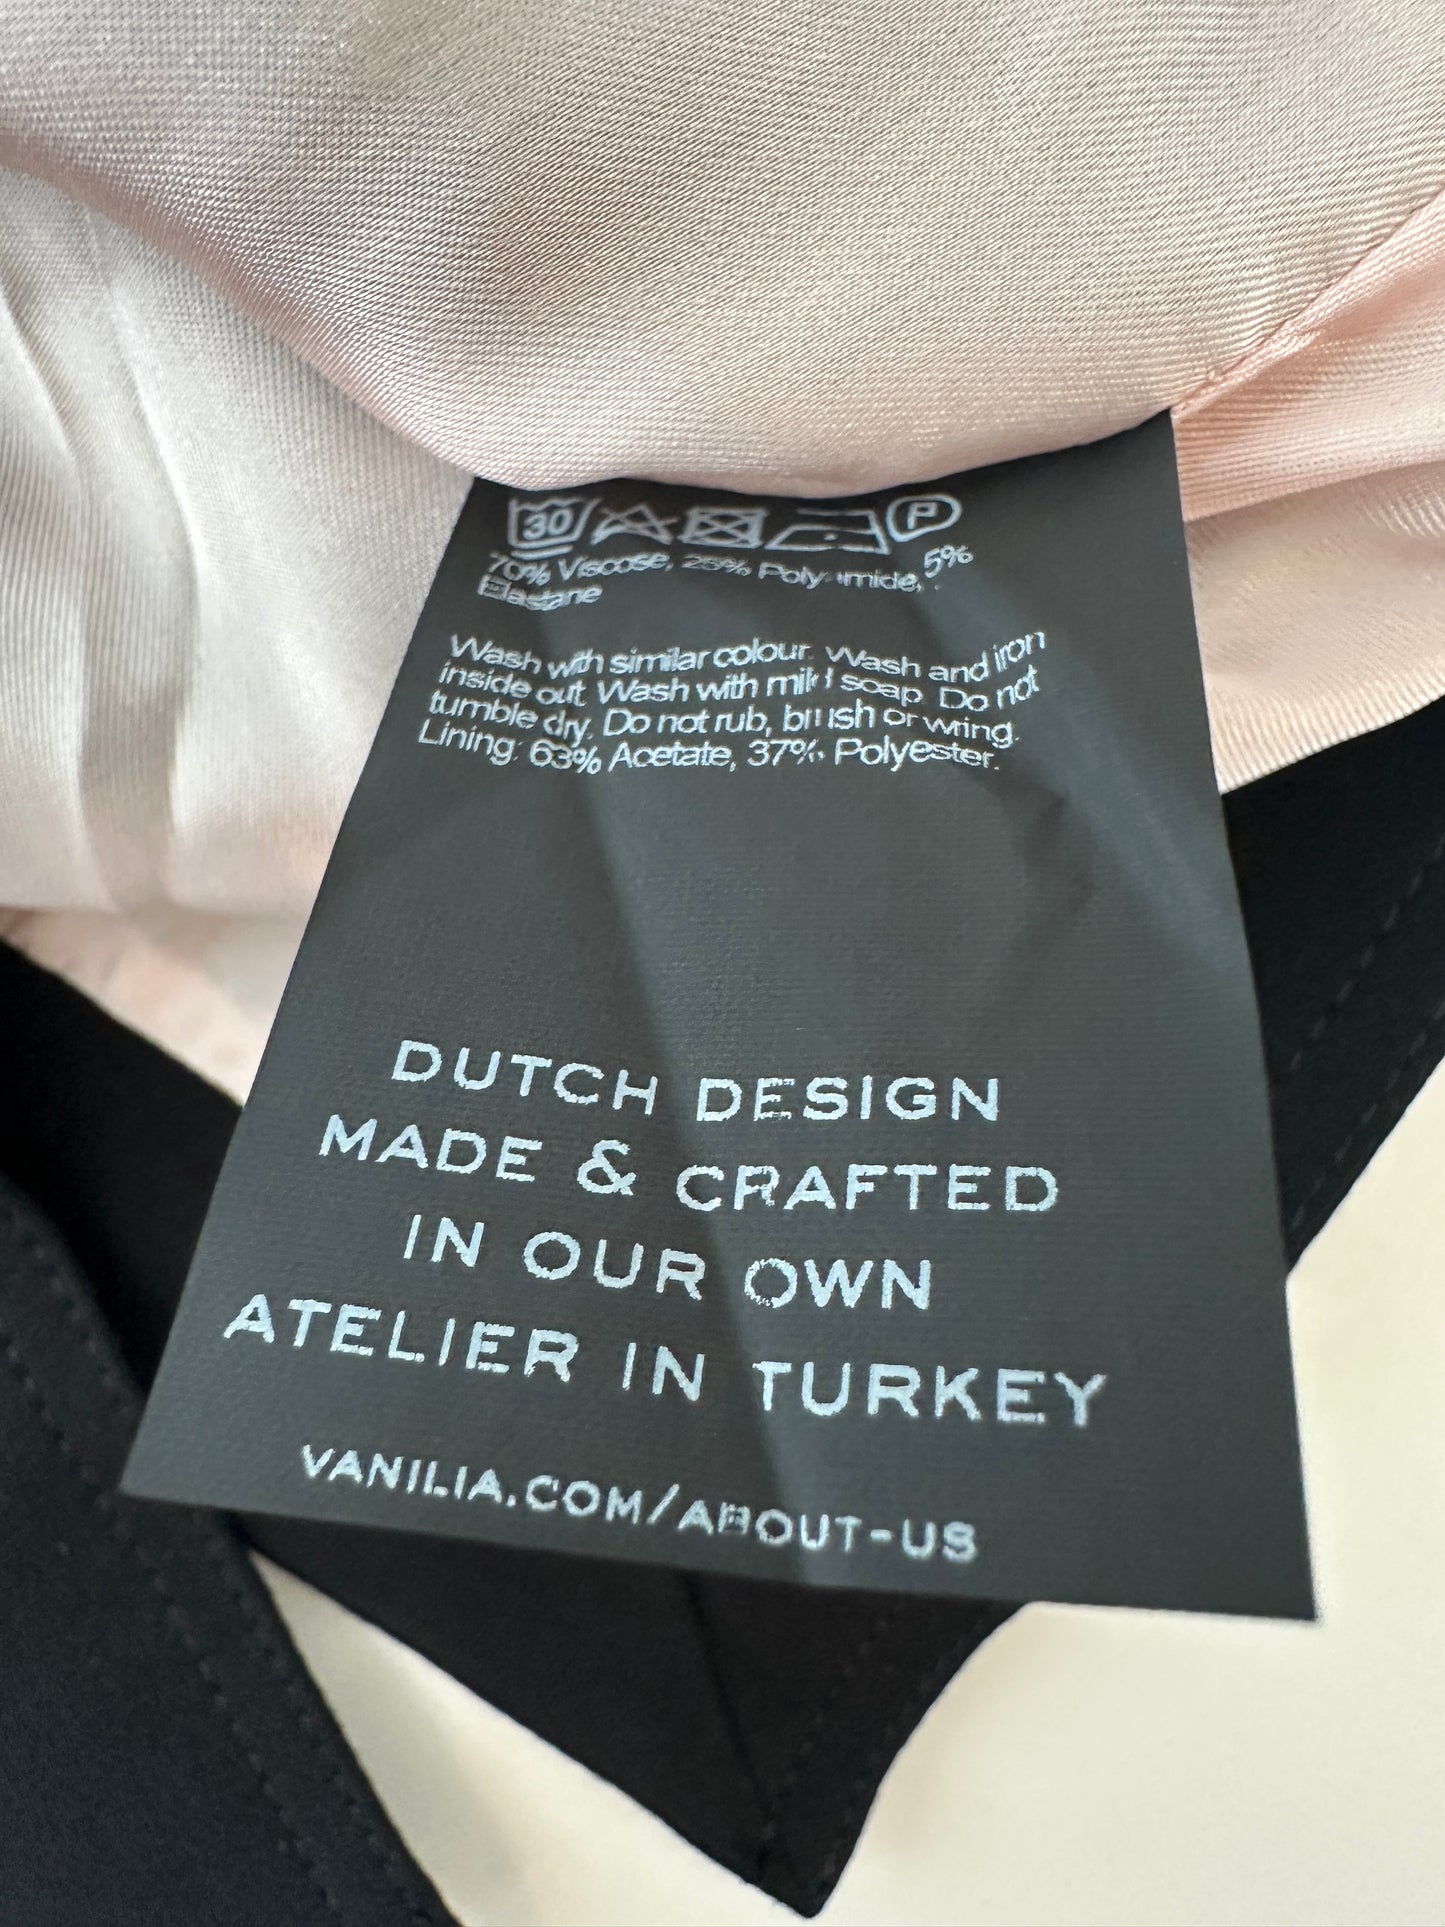 30 P
70% Viscose, 25% Polyamide, 5%
Elastane
Wash with similar colour. Wash and iron
inside out. Wash with mild soap. Do not
tumble dry. Do not rub, brush or wring.
Lining: 63% Acetate, 37% Polyester.
DUTCH DESIGN
MADE & CRAFTED
IN OUR OWN
ATELIER IN TURKEY
VANILIA.COM/ABOUT-US